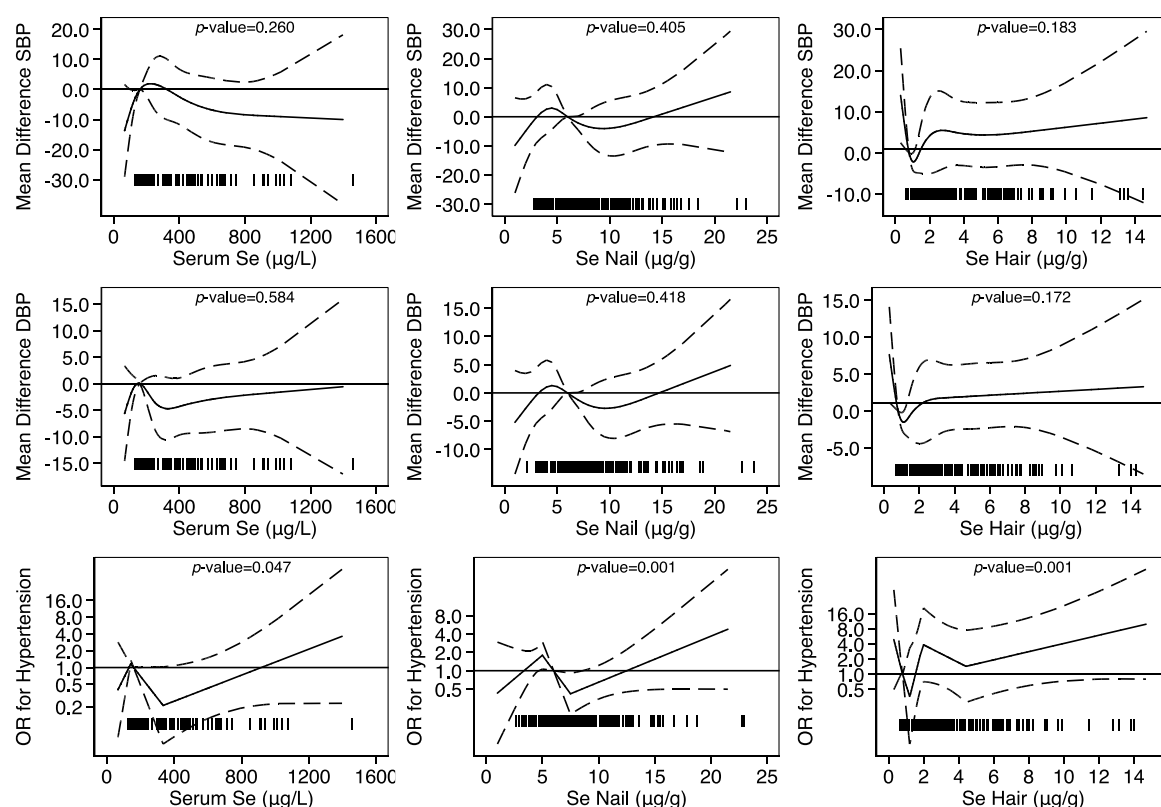 p-value=0.260
Mean Difference SBP
20.0
10.0
0.0
-10.0
-20.0
-30.0
0 400 800 1200 1600
Serum Se (µg/L)
p-value=0.405
Mean Difference SBP
30.0
20.0
10.0
0.0
-10.0
-20.0
-30.0
0 5 10 15 20 25
Se Nail (µg/g)
p-value=0.183
Mean Difference SBP
30.0
20.0
10.0
0.0
-10.0
0 2 4 6 8 10 12 14
Se Hair (µg/g)
p-value=0.584
Mean Difference DBP
15.0
10.0
5.0
0.0
-5.0
-10.0
-15.0
0 400 800 1200 1600
Serum Se (µg/L)
p-value=0.418
Mean Difference DBP
15.0
10.0
5.0
0.0
-5.0
-10.0
0 5 10 15 20 25
Se Nail (µg/g)
p-value=0.172
Mean Difference DBP
15.0
10.0
5.0
0.0
-5.0
0 2 4 6 8 10 12 14
Se Hair (µg/g)
p-value=0.047
OR for Hypertension
16.0
8.0
4.0
2.0
1.0
0.5
0.2
0 400 800 1200 1600
Serum Se (µg/L)
p-value=0.001
OR for Hypertension
8.0
4.0
2.0
1.0
0.5
0 5 10 15 20 25
Se Nail (µg/g)
p-value=0.001
OR for Hypertension
16.0
8.0
4.0
2.0
1.0
0.5
0 2 4 6 8 10 12 14
Se Hair (µg/g)